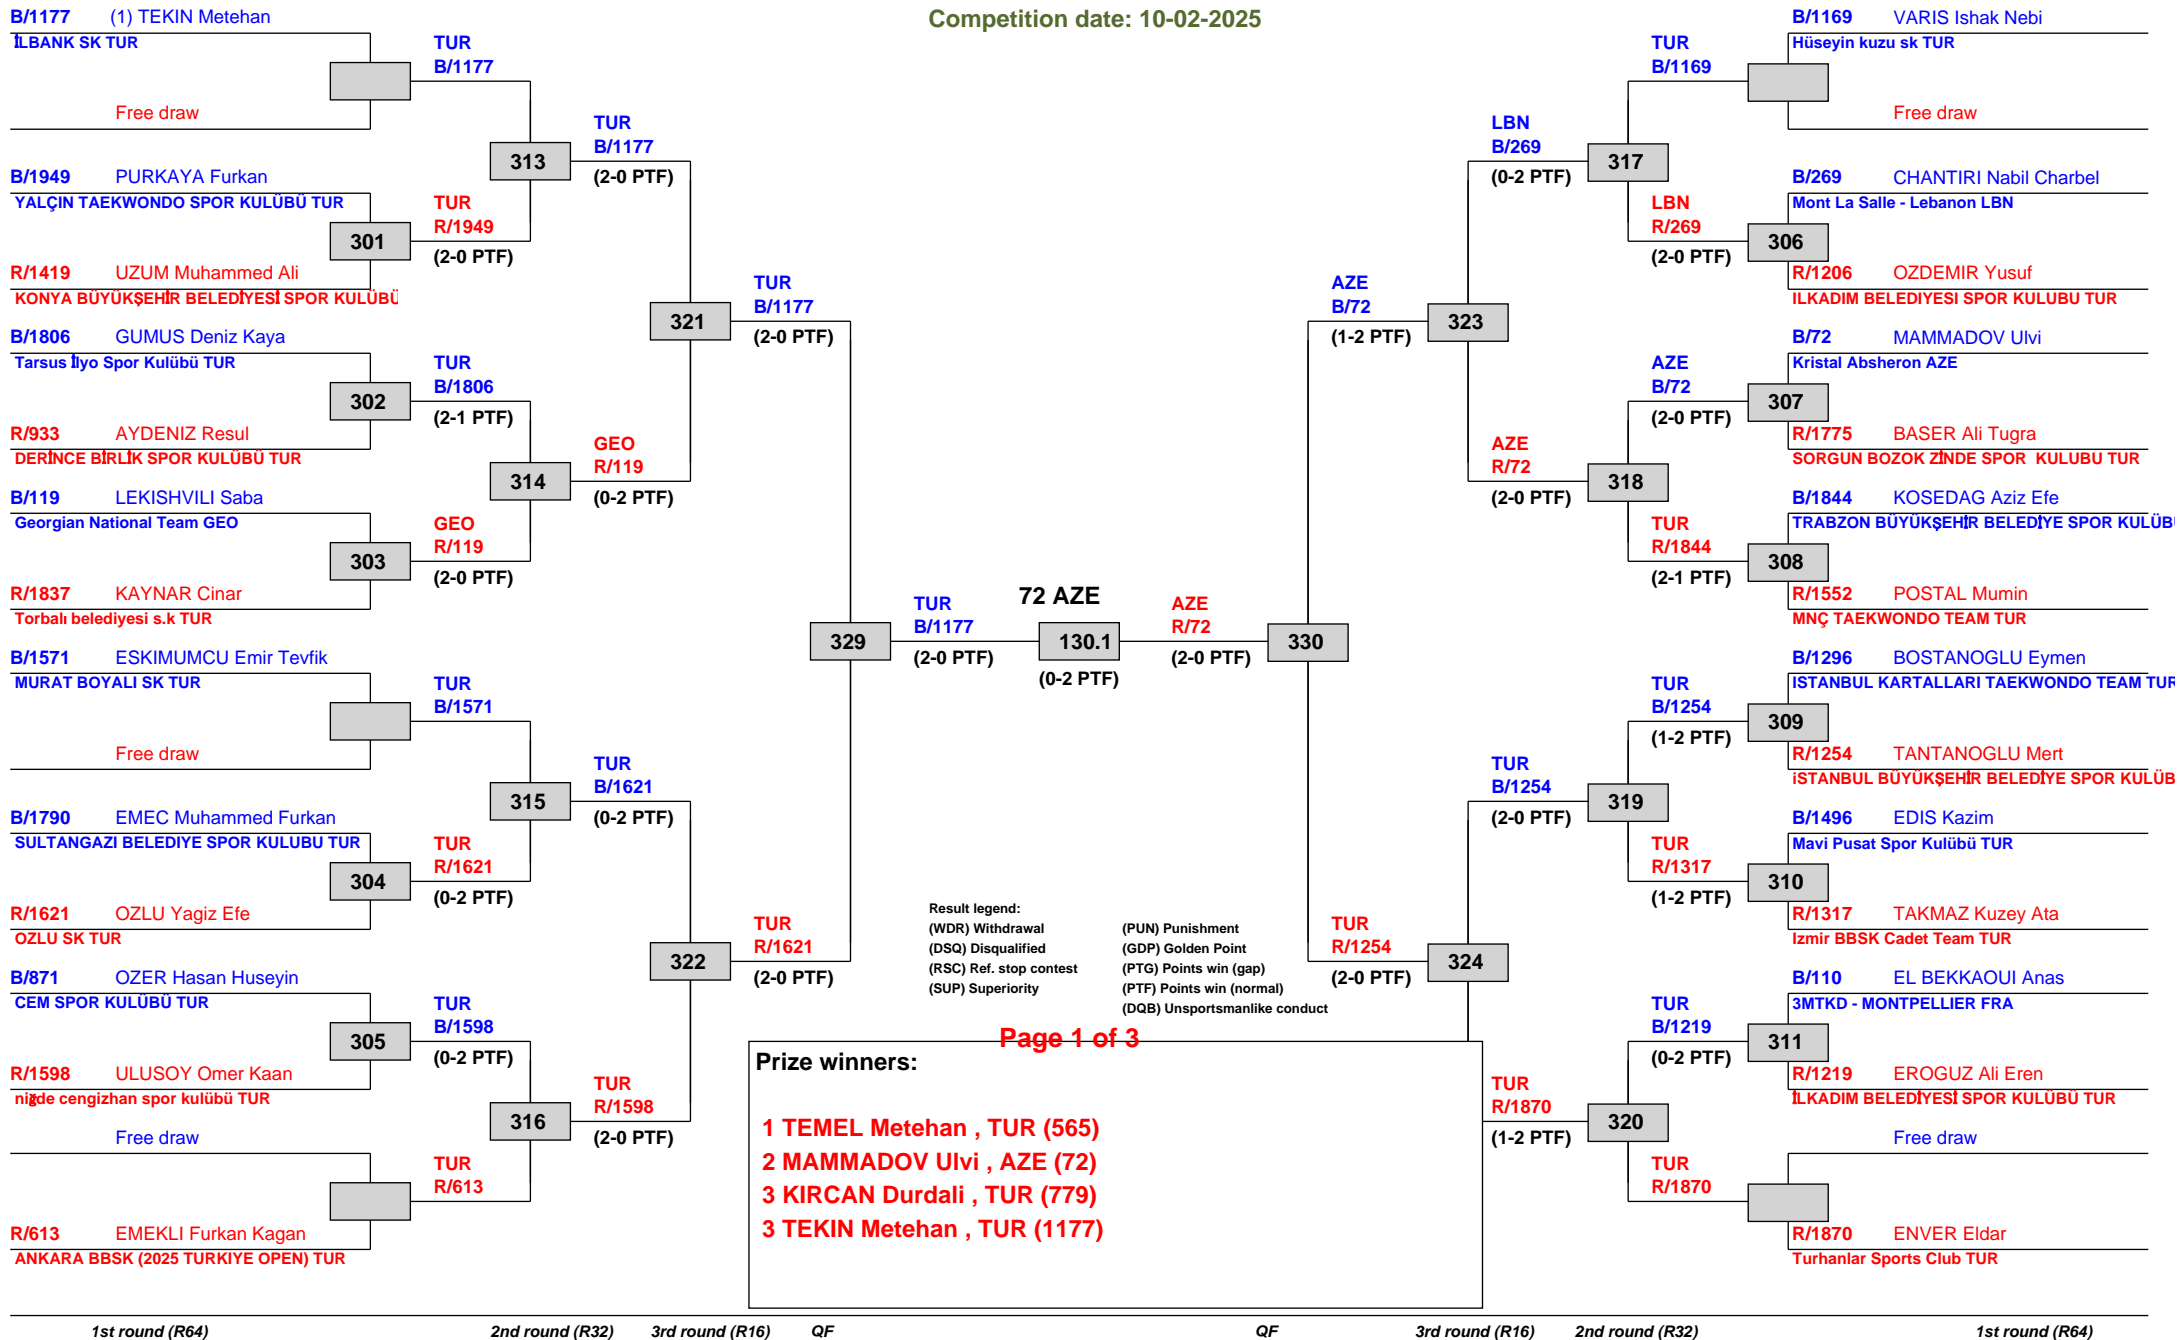 Competition date: 10-02-2025
B/1177 (1) TEKIN Metehan
İLBANK SK TUR
Free draw
B/1949 PURKAYA Furkan
YALÇIN TAEKWONDO SPOR KULÜBÜ TUR
301
R/1419 UZUM Muhammed Ali
KONYA BÜYÜKŞEHİR BELEDİYESİ SPOR KULÜBÜ
B/1806 GUMUS Deniz Kaya
Tarsus İlyo Spor Kulübü TUR
302
R/933 AYDENIZ Resul
DERİNCE BİRLİK SPOR KULÜBÜ TUR
B/119 LEKISHVILI Saba
Georgian National Team GEO
303
R/1837 KAYNAR Cinar
Torbalı belediyesi s.k TUR
B/1571 ESKIMUMCU Emir Tevfik
MURAT BOYALI SK TUR
Free draw
B/1790 EMEC Muhammed Furkan
SULTANGAZI BELEDIYE SPOR KULUBU TUR
304
R/1621 OZLU Yagiz Efe
OZLU SK TUR
B/871 OZER Hasan Huseyin
CEM SPOR KULÜBÜ TUR
305
R/1598 ULUSOY Omer Kaan
niğde cengizhan spor kulübü TUR
Free draw
R/613 EMEKLI Furkan Kagan
ANKARA BBSK (2025 TURKIYE OPEN) TUR
TUR
B/1177
313
TUR
R/1949
(2-0 PTF)
TUR
B/1806
(2-1 PTF)
314
GEO
R/119
(2-0 PTF)
TUR
B/1571
315
TUR
R/1621
(0-2 PTF)
TUR
B/1598
(0-2 PTF)
316
TUR
R/613
TUR
B/1177
(2-0 PTF)
321
GEO
R/119
(0-2 PTF)
TUR
B/1621
(0-2 PTF)
322
TUR
R/1598
(2-0 PTF)
TUR
B/1177
(2-0 PTF)
329
TUR
R/1621
(2-0 PTF)
TUR
B/1177
(2-0 PTF)
72 AZE
130.1
(0-2 PTF)
AZE
R/72
(2-0 PTF)
330
AZE
B/72
(1-2 PTF)
TUR
R/1254
(2-0 PTF)
323
324
LBN
B/269
(0-2 PTF)
AZE
R/72
(2-0 PTF)
TUR
B/1254
(2-0 PTF)
TUR
R/1870
(1-2 PTF)
317
318
319
320
TUR
B/1169
LBN
R/269
(2-0 PTF)
AZE
B/72
(2-0 PTF)
TUR
R/1844
(2-1 PTF)
TUR
B/1254
(1-2 PTF)
TUR
R/1317
(1-2 PTF)
TUR
B/1219
(0-2 PTF)
TUR
R/1870
B/1169 VARIS Ishak Nebi
Hüseyin kuzu sk TUR
Free draw
B/269 CHANTIRI Nabil Charbel
Mont La Salle - Lebanon LBN
306
R/1206 OZDEMIR Yusuf
ILKADIM BELEDIYESI SPOR KULUBU TUR
B/72 MAMMADOV Ulvi
Kristal Absheron AZE
307
R/1775 BASER Ali Tugra
SORGUN BOZOK ZİNDE SPOR KULUBU TUR
B/1844 KOSEDAG Aziz Efe
TRABZON BÜYÜKŞEHİR BELEDİYE SPOR KULÜBÜ
308
R/1552 POSTAL Mumin
MNÇ TAEKWONDO TEAM TUR
B/1296 BOSTANOGLU Eymen
ISTANBUL KARTALLARI TAEKWONDO TEAM TUR
309
R/1254 TANTANOGLU Mert
iSTANBUL BÜYÜKŞEHİR BELEDİYE SPOR KULÜB
B/1496 EDIS Kazim
Mavi Pusat Spor Kulübü TUR
310
R/1317 TAKMAZ Kuzey Ata
Izmir BBSK Cadet Team TUR
B/110 EL BEKKAOUI Anas
3MTKD - MONTPELLIER FRA
311
R/1219 EROGUZ Ali Eren
İLKADIM BELEDİYESİ SPOR KULÜBÜ TUR
Free draw
R/1870 ENVER Eldar
Turhanlar Sports Club TUR
Result legend:
(WDR) Withdrawal (PUN) Punishment
(DSQ) Disqualified (GDP) Golden Point
(RSC) Ref. stop contest (PTG) Points win (gap)
(SUP) Superiority (PTF) Points win (normal)
(DQB) Unsportsmanlike conduct
Page 1 of 3
Prize winners:
1 TEMEL Metehan , TUR (565)
2 MAMMADOV Ulvi , AZE (72)
3 KIRCAN Durdali , TUR (779)
3 TEKIN Metehan , TUR (1177)
1st round (R64) 2nd round (R32) 3rd round (R16) QF QF 3rd round (R16) 2nd round (R32) 1st round (R64)